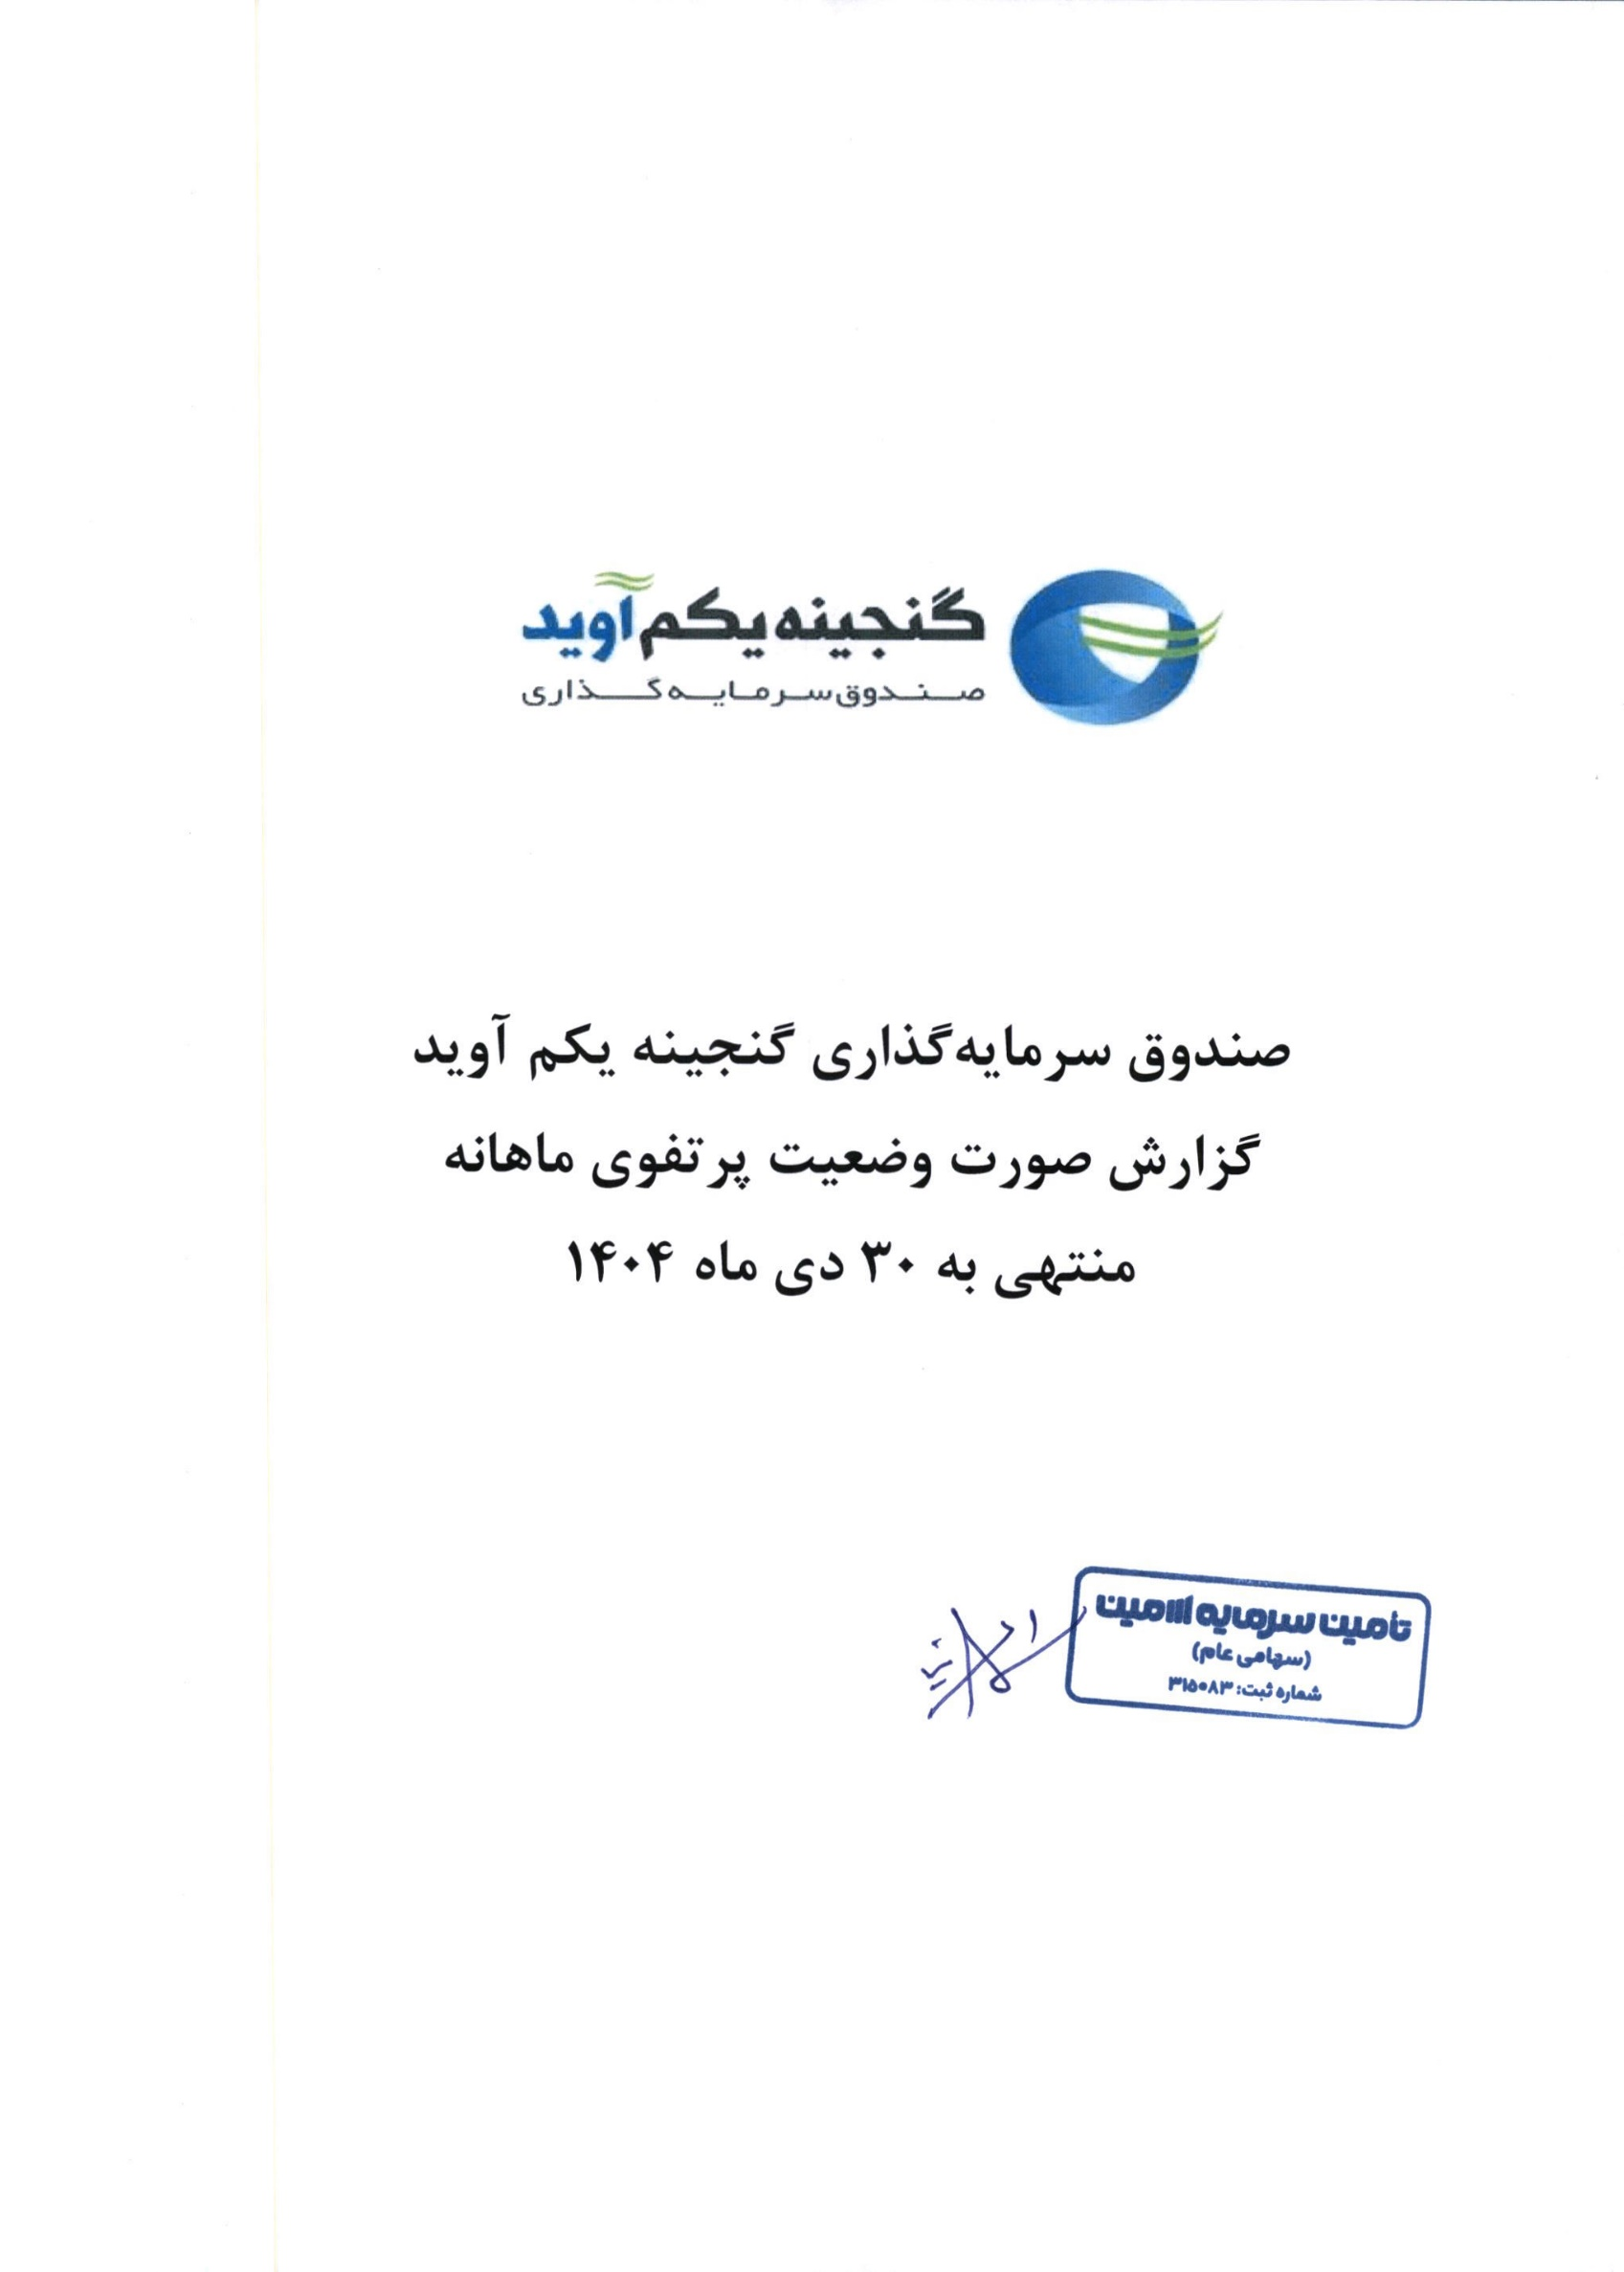 گنجینه یکم آوید
صندوق سرمایه گذاری
صندوق سرمایه‌گذاری گنجینه یکم آوید
گزارش صورت وضعیت پرتفوی ماهانه
منتهی به ۳۰ دی ماه ۱۴۰۴
تأمین سرمایه امین
(سهامی عام)
شماره ثبت: ۳۱۵۰۸۳